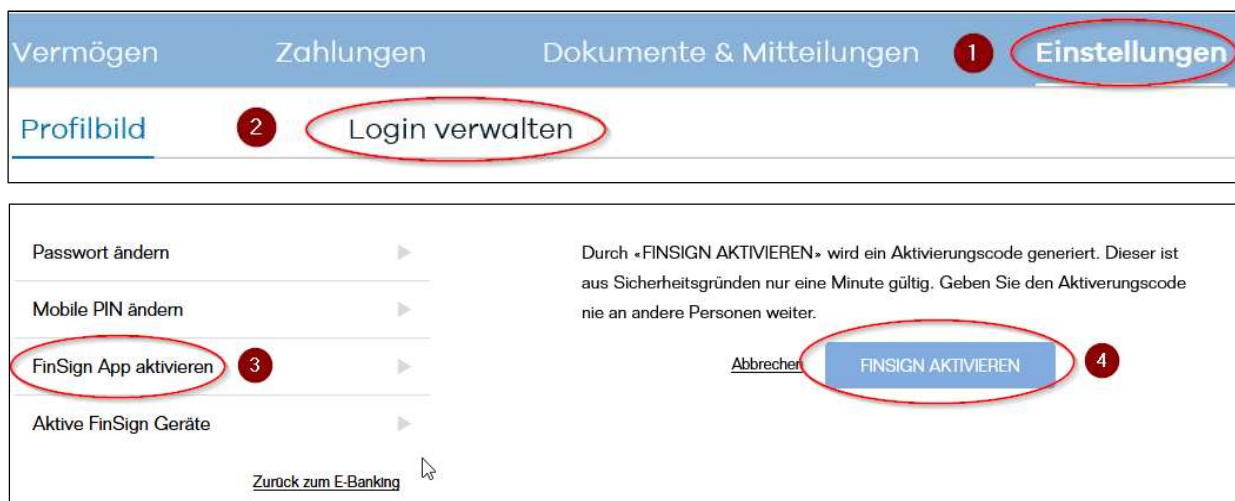 Vermögen Zahlungen Dokumente & Mitteilungen 1 Einstellungen
Profilbild 2 Login verwalten
Passwort ändern
Mobile PIN ändern
FinSign App aktivieren 3
Aktive FinSign Geräte
Zurück zum E-Banking
Durch «FINSIGN AKTIVIEREN» wird ein Aktivierungscode generiert. Dieser ist
aus Sicherheitsgründen nur eine Minute gültig. Geben Sie den Aktiverungscode
nie an andere Personen weiter.
Abbrechen FINSIGN AKTIVIEREN 4